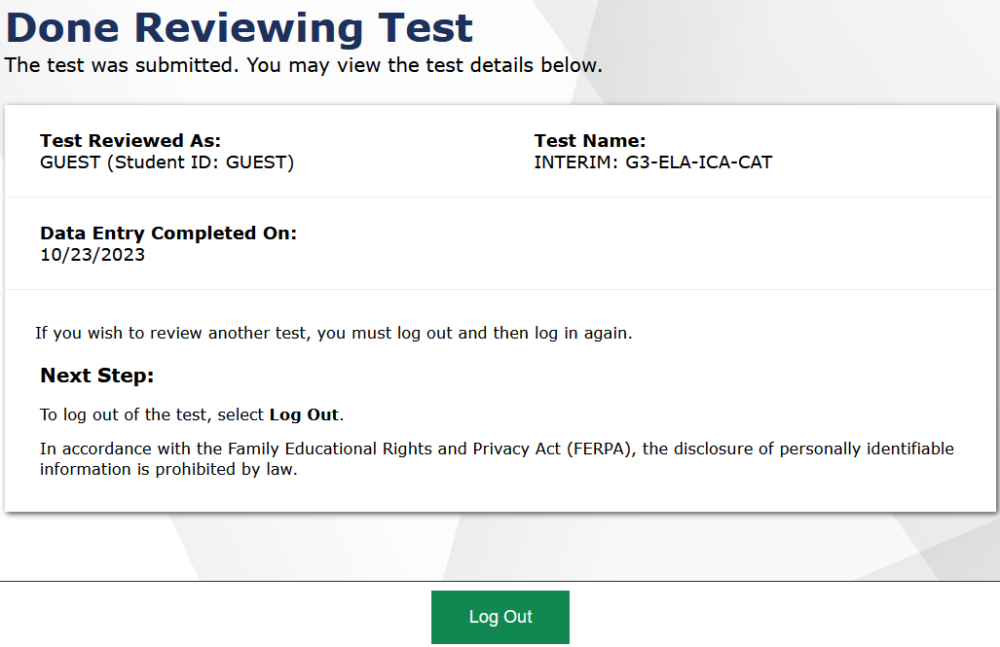 Done Reviewing Test
The test was submitted. You may view the test details below.
Test Reviewed As:
GUEST (Student ID: GUEST)
Test Name:
INTERIM: G3-ELA-ICA-CAT
Data Entry Completed On:
10/23/2023
If you wish to review another test, you must log out and then log in again.
Next Step:
To log out of the test, select Log Out.
In accordance with the Family Educational Rights and Privacy Act (FERPA), the disclosure of personally identifiable
information is prohibited by law.
Log Out